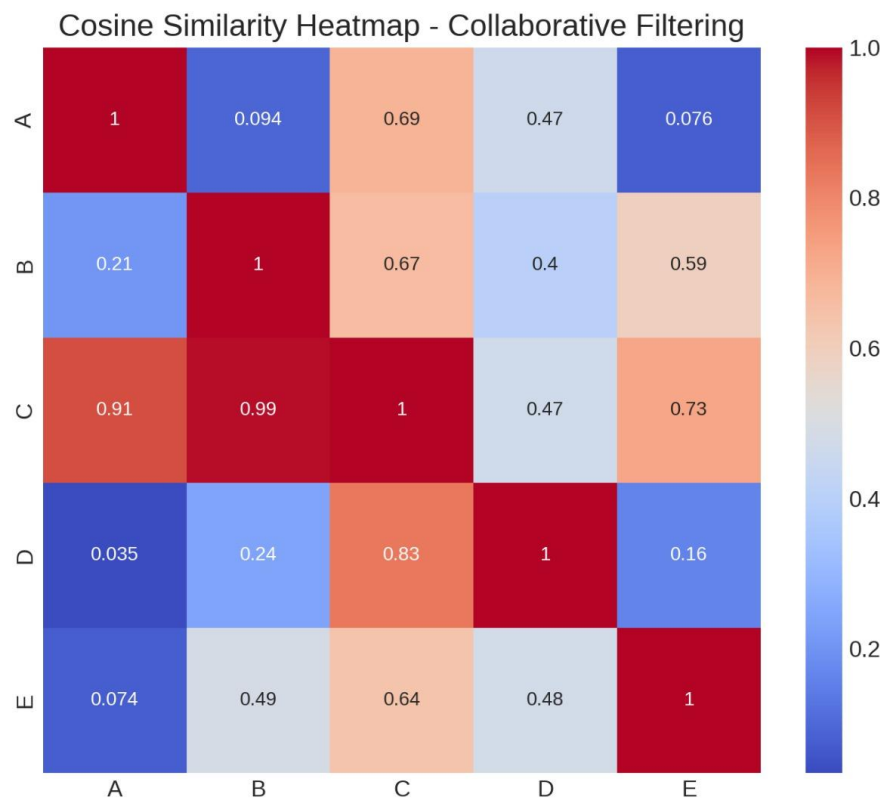 Cosine Similarity Heatmap - Collaborative Filtering
A 1 0.094 0.69 0.47 0.076
B 0.21 1 0.67 0.4 0.59
C 0.91 0.99 1 0.47 0.73
D 0.035 0.24 0.83 1 0.16
E 0.074 0.49 0.64 0.48 1
A B C D E
1.0
0.8
0.6
0.4
0.2